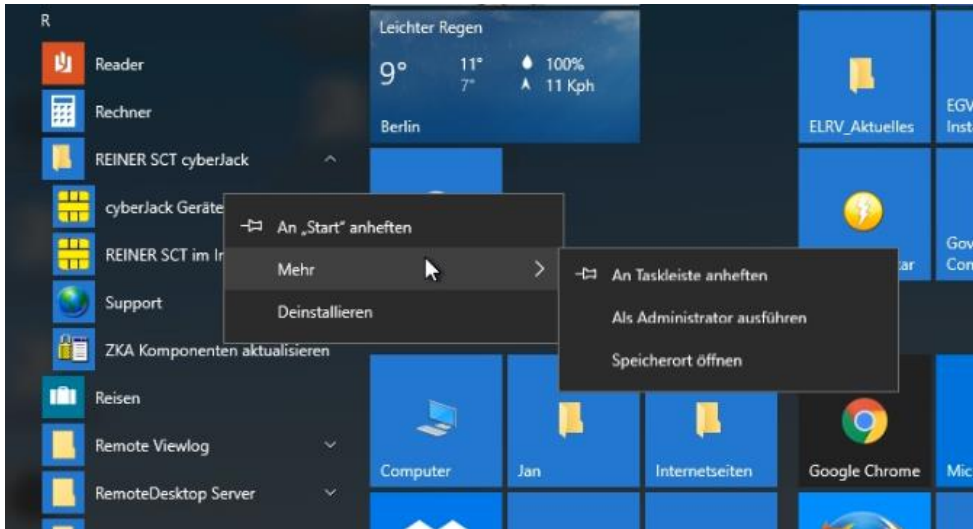 R
Reader
Rechner
REINER SCT cyberJack
cyberJack Geräte
REINER SCT im
Support
ZKA Komponenten aktualisieren
Reisen
Remote Viewlog
RemoteDesktop Server
An „Start" anheften
Mehr
Deinstallieren
An Taskleiste anheften
Als Administrator ausführen
Speicherort öffnen
Leichter Regen
9° 11° 100%
7° 11 Kph
Berlin
ELRV_Aktuelles
EGV
Inst
Gov
ar Con
Computer
Jan
Internetseiten
Google Chrome
Mic